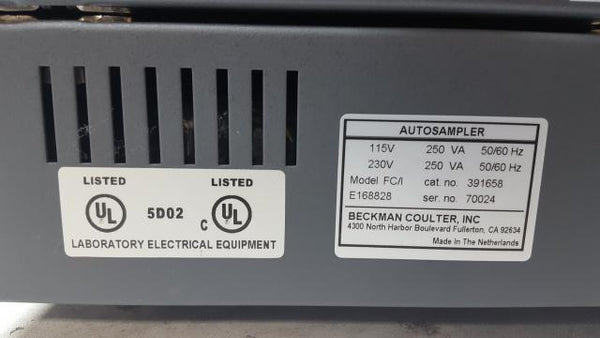 LISTED LISTED
UL 5D02 C UL
LABORATORY ELECTRICAL EQUIPMENT
AUTOSAMPLER
115V 250 VA 50/60 Hz
230V 250 VA 50/60 Hz
Model FC/I cat. no. 391658
E168828 ser. no. 70024
BECKMAN COULTER, INC
4300 North Harbor Boulevard Fullerton, CA 92634
Made In The Netherlands